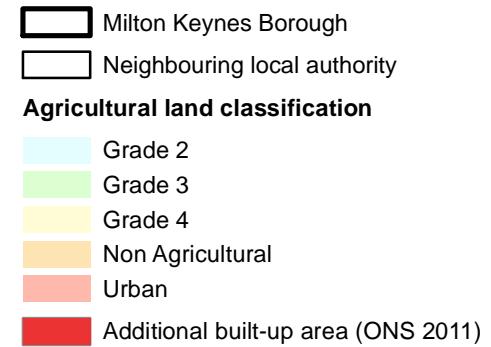 Milton Keynes Borough
Neighbouring local authority
Agricultural land classification
Grade 2
Grade 3
Grade 4
Non Agricultural
Urban
Additional built-up area (ONS 2011)